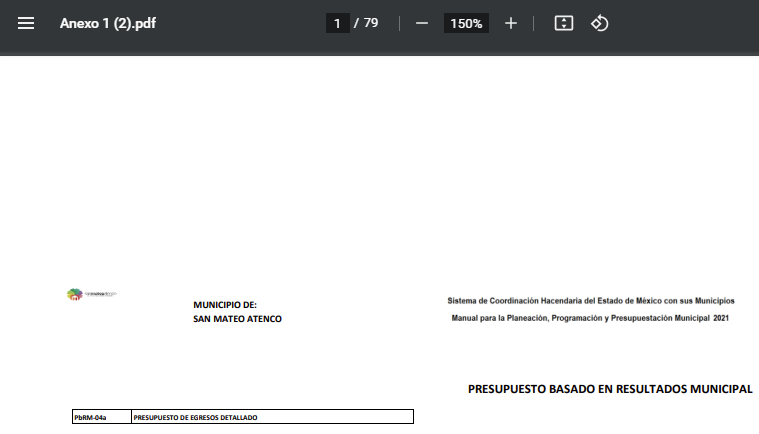 Anexo 1 (2).pdf
1 / 79
150%
MUNICIPIO DE:
SAN MATEO ATENCO
Sistema de Coordinación Hacendaria del Estado de México con sus Municipios
Manual para la Planeación, Programación y Presupuestación Municipal 2021
PRESUPUESTO BASADO EN RESULTADOS MUNICIPAL
PbRM-04a PRESUPUESTO DE EGRESOS DETALLADO